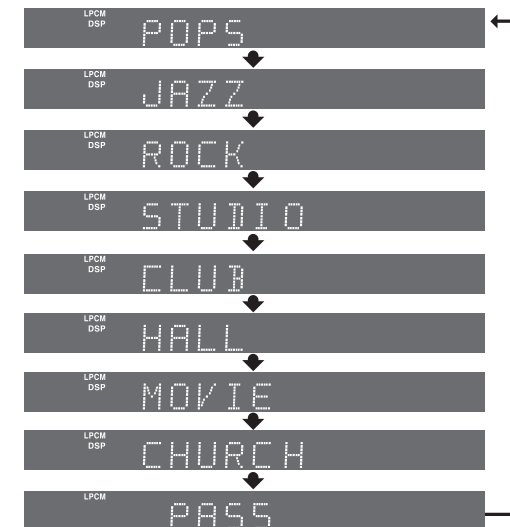 LPCM
DSP
POPS
LPCM
DSP
JAZZ
LPCM
DSP
ROCK
LPCM
DSP
STUDIO
LPCM
DSP
CLUB
LPCM
DSP
HALL
LPCM
DSP
MOVIE
LPCM
DSP
CHURCH
LPCM
PASS